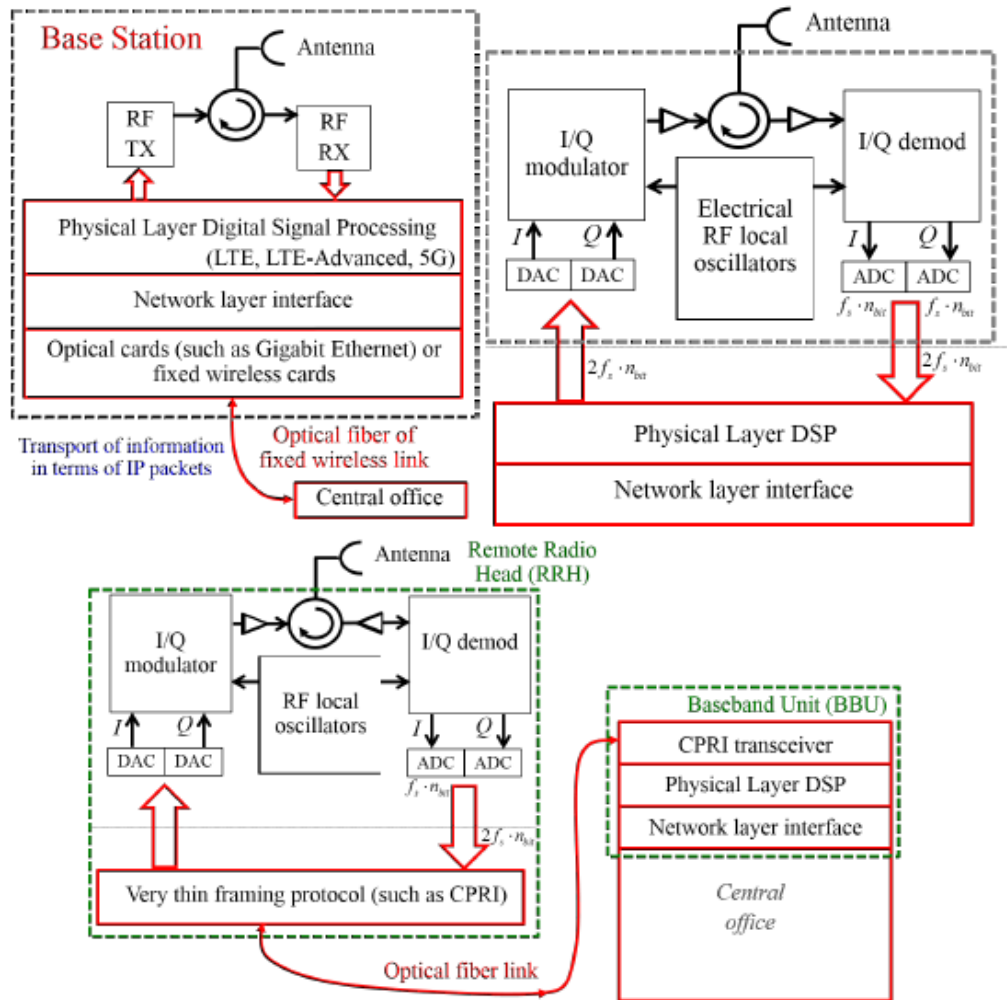 Base Station
Antenna
RF
TX
RF
RX
Physical Layer Digital Signal Processing
(LTE, LTE-Advanced, 5G)
Network layer interface
Optical cards (such as Gigabit Ethernet) or
fixed wireless cards
Transport of information
in terms of IP packets
Optical fiber of
fixed wireless link
Central office
Antenna
I/Q
modulator
I/Q demod
Electrical
RF local
oscillators
I
Q
I
Q
DAC
DAC
ADC
ADC
f_s · n_bit
f_s · n_bit
2f_s · n_bit
2f_s · n_bit
Physical Layer DSP
Network layer interface
Antenna
Remote Radio
Head (RRH)
I/Q
modulator
I/Q demod
RF local
oscillators
I
Q
I
Q
DAC
DAC
ADC
ADC
f_s · n_bit
2f_s · n_bit
Very thin framing protocol (such as CPRI)
Optical fiber link
Baseband Unit (BBU)
CPRI transceiver
Physical Layer DSP
Network layer interface
Central
office